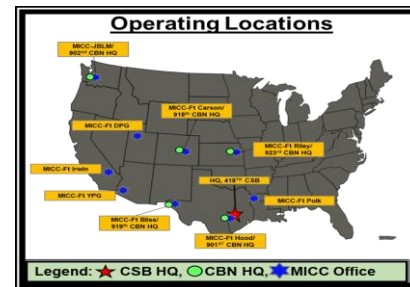 Operating Locations
MICC-JBLM/
902nd CBN HQ
MICC-Ft Carson/
918th CBN HQ
MICC-Ft DPG
MICC-Ft Riley/
923rd CBN HQ
MICC-Ft Irwin
HQ, 418TH CSB
MICC-Ft YPG
MICC-Ft Polk
MICC-Ft Bliss/
919th CBN HQ
MICC-Ft Hood/
901ST CBN HQ
Legend: CSB HQ, CBN HQ, MICC Office